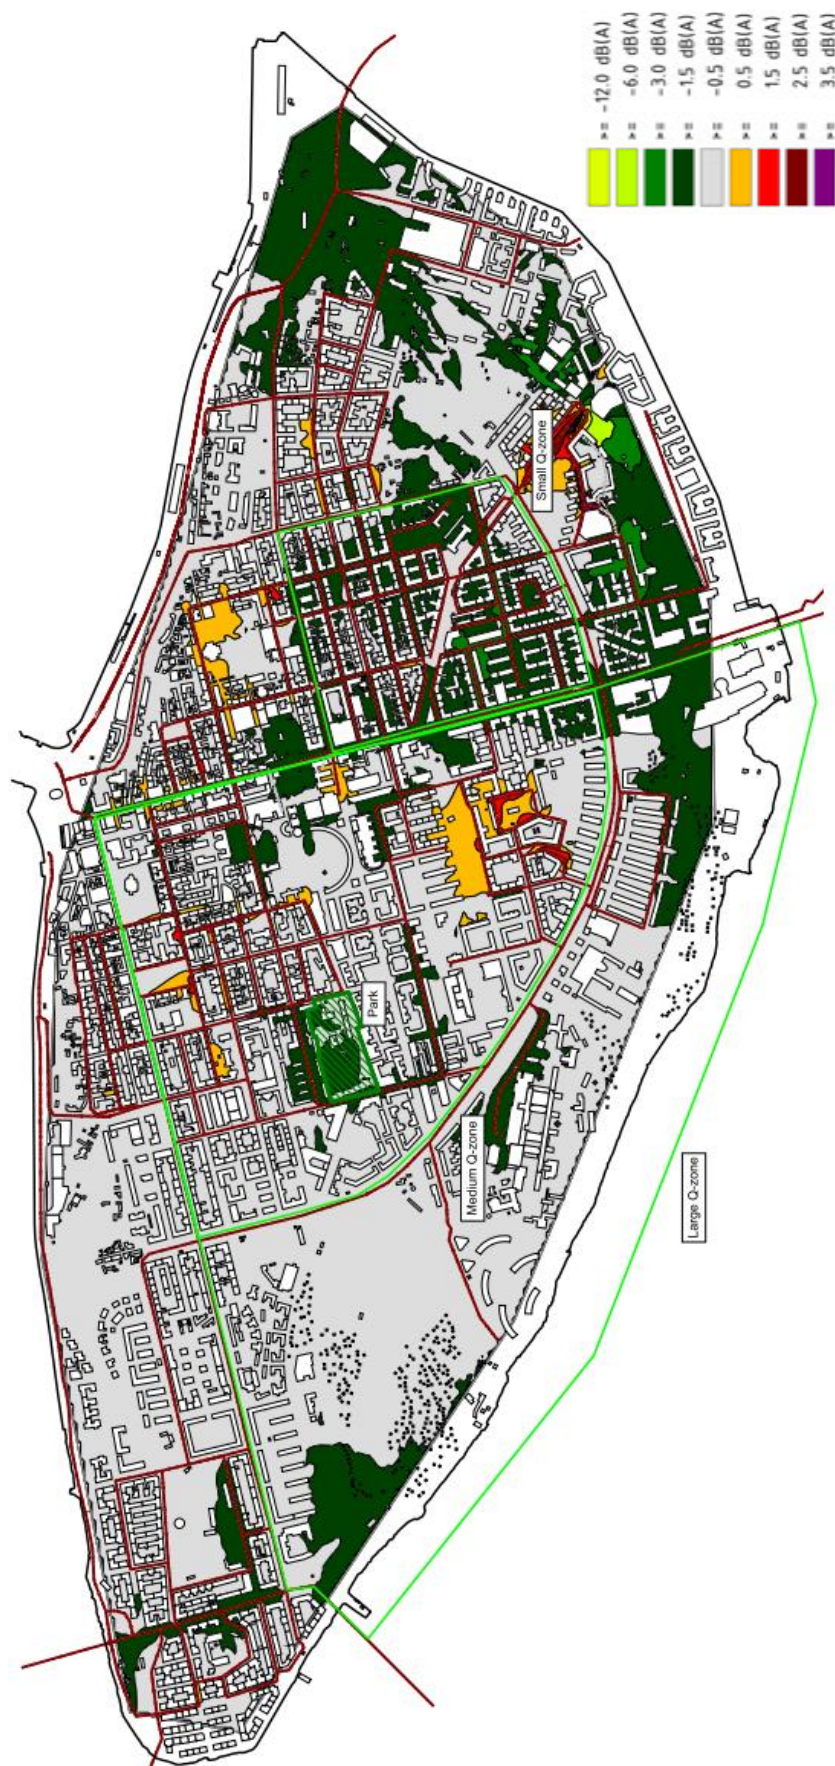 >= -12.0 dB(A)
>= -6.0 dB(A)
>= -3.0 dB(A)
>= -1.5 dB(A)
>= -0.5 dB(A)
>= 0.5 dB(A)
>= 1.5 dB(A)
>= 2.5 dB(A)
>= 3.5 dB(A)
Small Q-zone
Park
Medium Q-zone
Large Q-zone